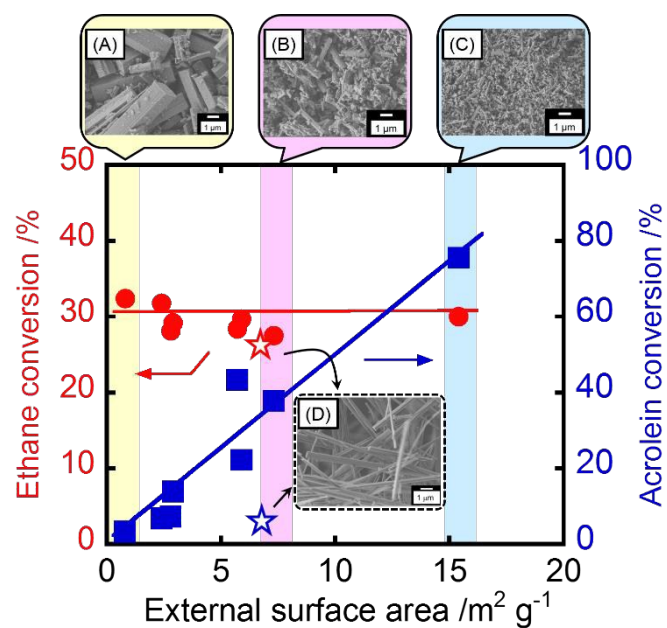 (A)
1 μm
(B)
1 μm
(C)
1 μm
50
40
30
20
10
0
Ethane conversion /%
100
80
60
40
20
0
Acrolein conversion /%
(D)
1 μm
0
5
10
15
20
External surface area /m² g⁻¹